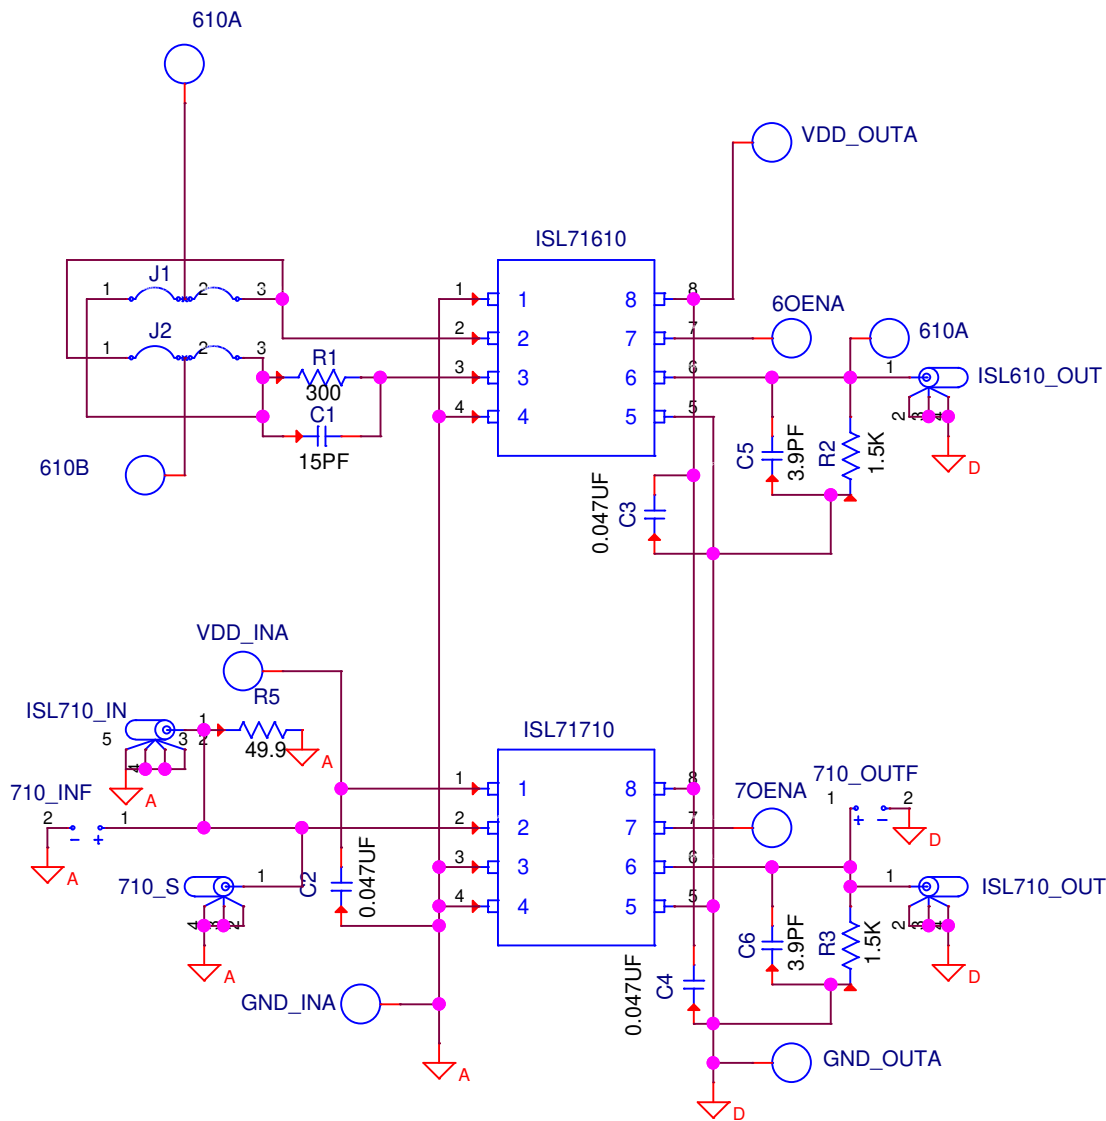 610A
VDD_OUTA
ISL71610
J1
1 2 3
J2
1 2 3
R1
300
C1
15PF
610B
1 1 8 8
2 2 7 7
3 3 6 6
4 4 5 5
6OENA
610A
1
ISL610_OUT
2 3 4
D
C5
3.9PF
R2
1.5K
C3
0.047UF
VDD_INA
R5
49.9
A
ISL710_IN
1
2
5 4 3
A
710_INF
2 1
- +
A
710_S
1
4 3 2
A
C2
0.047UF
GND_INA
A
ISL71710
1 1 8 8
2 2 7 7
3 3 6 6
4 4 5 5
7OENA
710_OUTF
1 2
+ -
D
1
ISL710_OUT
2 3 4
D
C6
3.9PF
R3
1.5K
C4
0.047UF
GND_OUTA
D